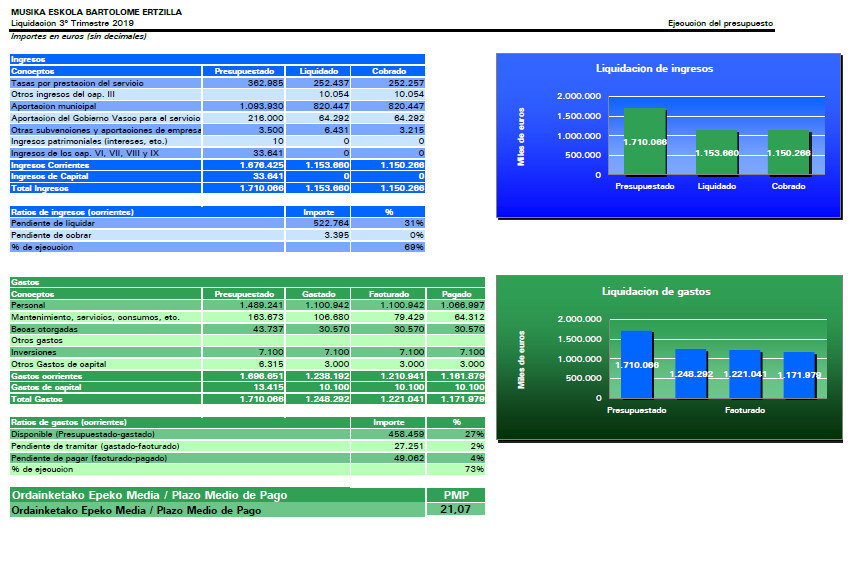 MUSIKA ESKOLA BARTOLOME ERTZILLA
Liquidación 3º Trimestre 2019 Ejecución del presupuesto
Importes en euros (sin decimales)
Ingresos
Conceptos Presupuestado Liquidado Cobrado
Tasas por prestación del servicio 362.985 252.437 252.257
Otros ingresos del cap. III 10.054 10.054
Aportación municipal 1.093.930 820.447 820.447
Aportación del Gobierno Vasco para el servicio 216.000 64.292 64.292
Otras subvenciones y aportaciones de empresa 3.500 6.431 3.215
Ingresos patrimoniales (intereses, etc.) 10 0 0
Ingresos de los cap. VI, VII, VIII y IX 33.641 0 0
Ingresos Corrientes 1.676.425 1.153.660 1.150.266
Ingresos de Capital 33.641 0 0
Total Ingresos 1.710.066 1.153.660 1.150.266
Ratios de ingresos (corrientes) Importe %
Pendiente de liquidar 522.764 31%
Pendiente de cobrar 3.395 0%
% de ejecución 69%
Liquidación de ingresos
Miles de euros
2.000.000
1.500.000
1.000.000
500.000
0
1.710.066 1.153.660 1.150.266
Presupuestado Liquidado Cobrado
Gastos
Conceptos Presupuestado Gastado Facturado Pagado
Personal 1.489.241 1.100.942 1.100.942 1.066.997
Mantenimiento, servicios, consumos, etc. 163.673 106.680 79.429 64.312
Becas otorgadas 43.737 30.570 30.570 30.570
Otros gastos
Inversiones 7.100 7.100 7.100 7.100
Otros Gastos de capital 6.315 3.000 3.000 3.000
Gastos corrientes 1.696.651 1.238.192 1.210.941 1.161.879
Gastos de capital 13.415 10.100 10.100 10.100
Total Gastos 1.710.066 1.248.292 1.221.041 1.171.979
Ratios de gastos (corrientes) Importe %
Disponible (Presupuestado-gastado) 458.459 27%
Pendiente de tramitar (gastado-facturado) 27.251 2%
Pendiente de pagar (facturado-pagado) 49.062 4%
% de ejecución 73%
Liquidación de gastos
Miles de euros
2.000.000
1.500.000
1.000.000
500.000
0
1.710.066 1.248.292 1.221.041 1.171.979
Presupuestado Facturado
Ordainketako Epeko Media / Plazo Medio de Pago PMP
Ordainketako Epeko Media / Plazo Medio de Pago 21,07